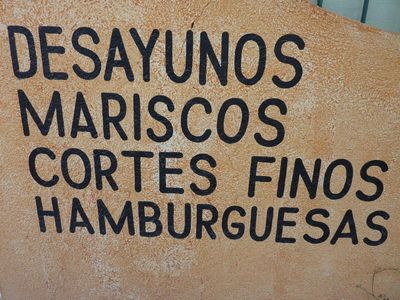 DESAYUNOS
MARISCOS
CORTES FINOS
HAMBURGUESAS